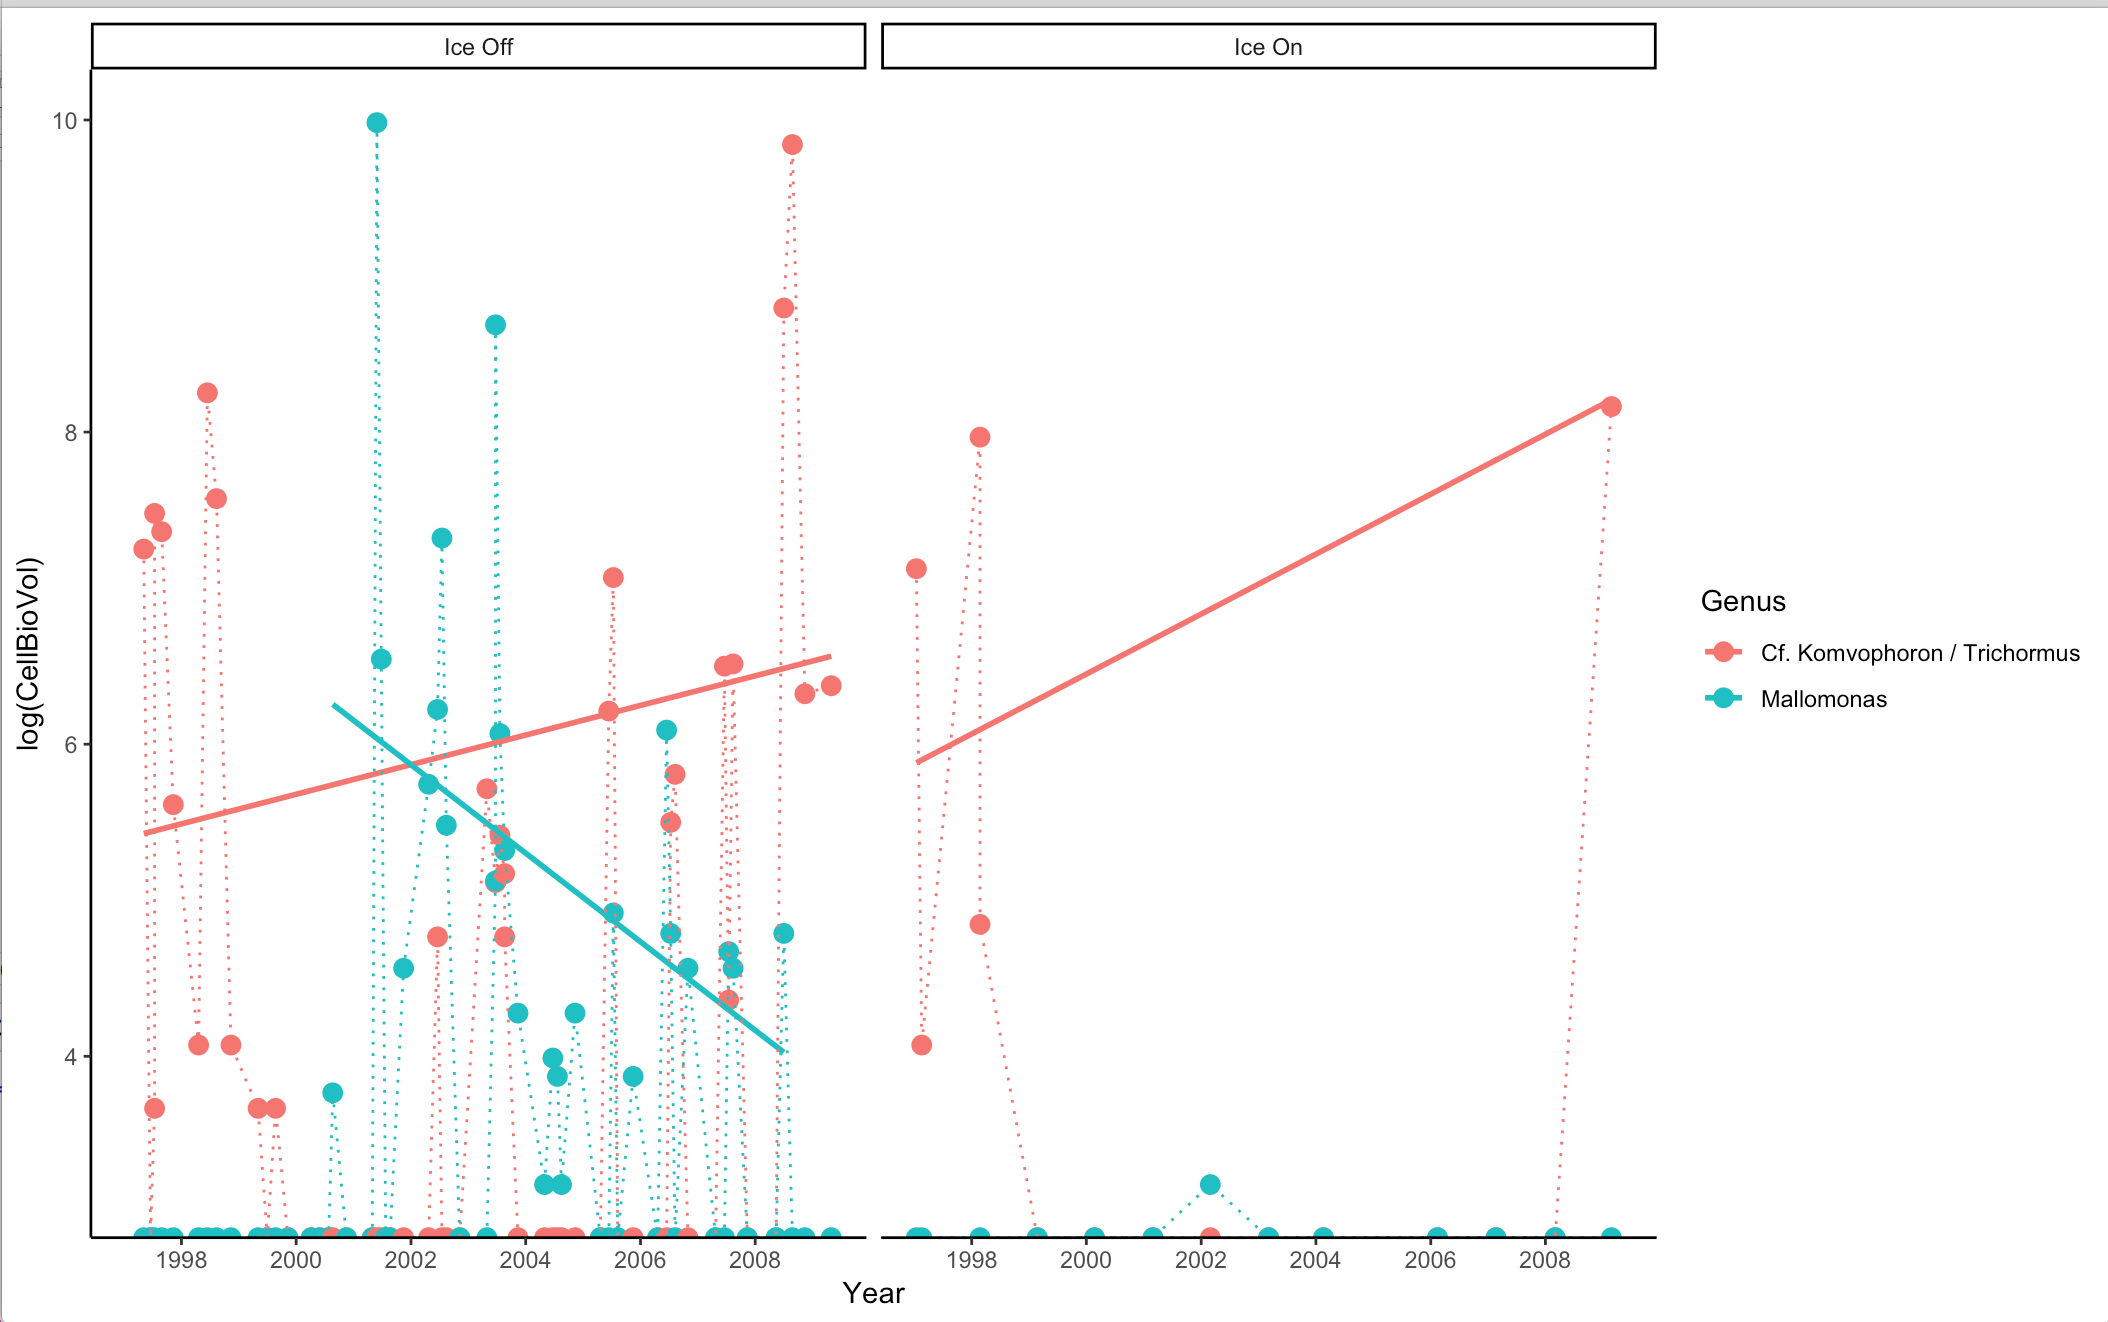 Ice Off
Ice On
10
8
6
4
log(CellBioVol)
1998 2000 2002 2004 2006 2008
1998 2000 2002 2004 2006 2008
Year
Genus
Cf. Komvophoron / Trichormus
Mallomonas